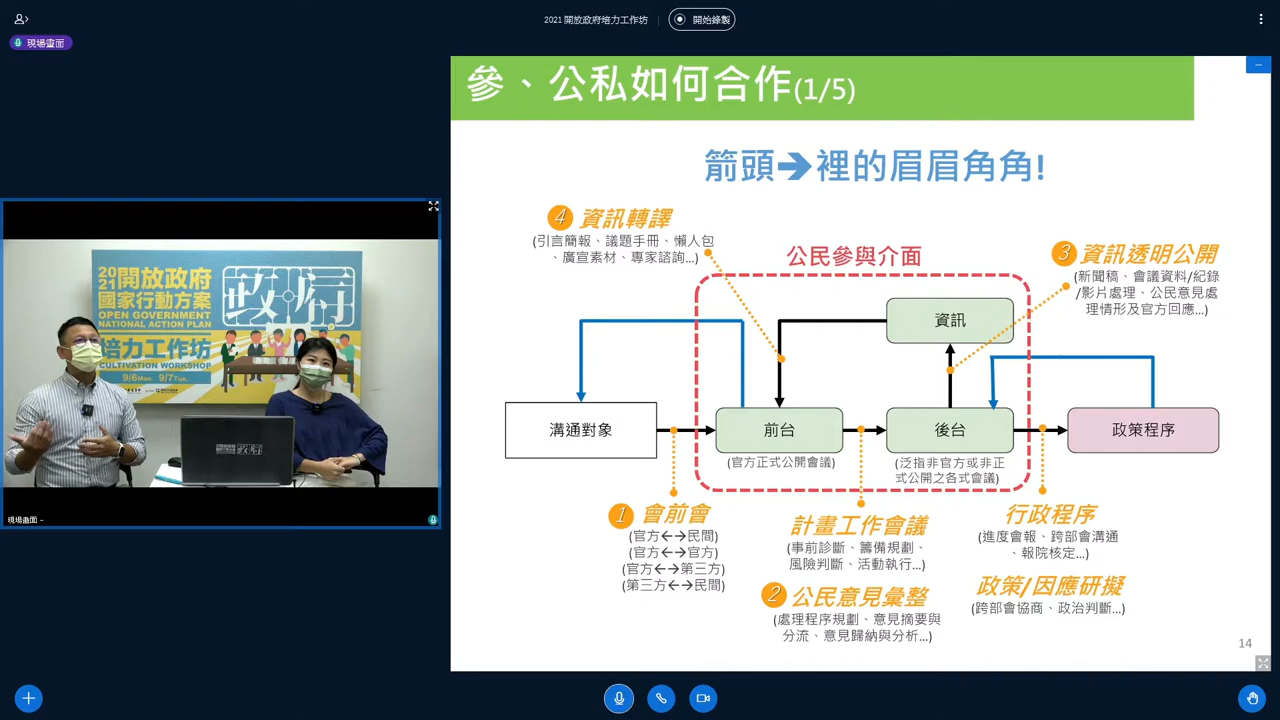 2021 開放政府培力工作坊
開始錄製
現場畫面
參、公私如何合作(1/5)
箭頭➔裡的眉眉角角!
4 資訊轉譯
(引言簡報、議題手冊、懶人包
、廣宣素材、專家諮詢...)
公民參與介面
3 資訊透明公開
(新聞稿、會議資料/紀錄
/影片處理、公民意見處
理情形及官方回應...)
資訊
溝通對象
前台
(官方正式公開會議)
後台
(泛指非官方或非正
式公開之各式會議)
政策程序
1 會前會
(官方←→民間)
(官方←→官方)
(官方←→第三方)
(第三方←→民間)
計畫工作會議
(事前診斷、籌備規劃、
風險判斷、活動執行...)
2 公民意見彙整
(處理程序規劃、意見摘要與
分流、意見歸納與分析...)
行政程序
(進度會報、跨部會溝通
、報院核定...)
政策/因應研擬
(跨部會協商、政治判斷...)
14
2021開放政府
國家行動方案
OPEN GOVERNMENT
NATIONAL ACTION PLAN
培力工作坊
CULTIVATION WORKSHOP
9/6Mon. 9/7Tue.
現場畫面 –